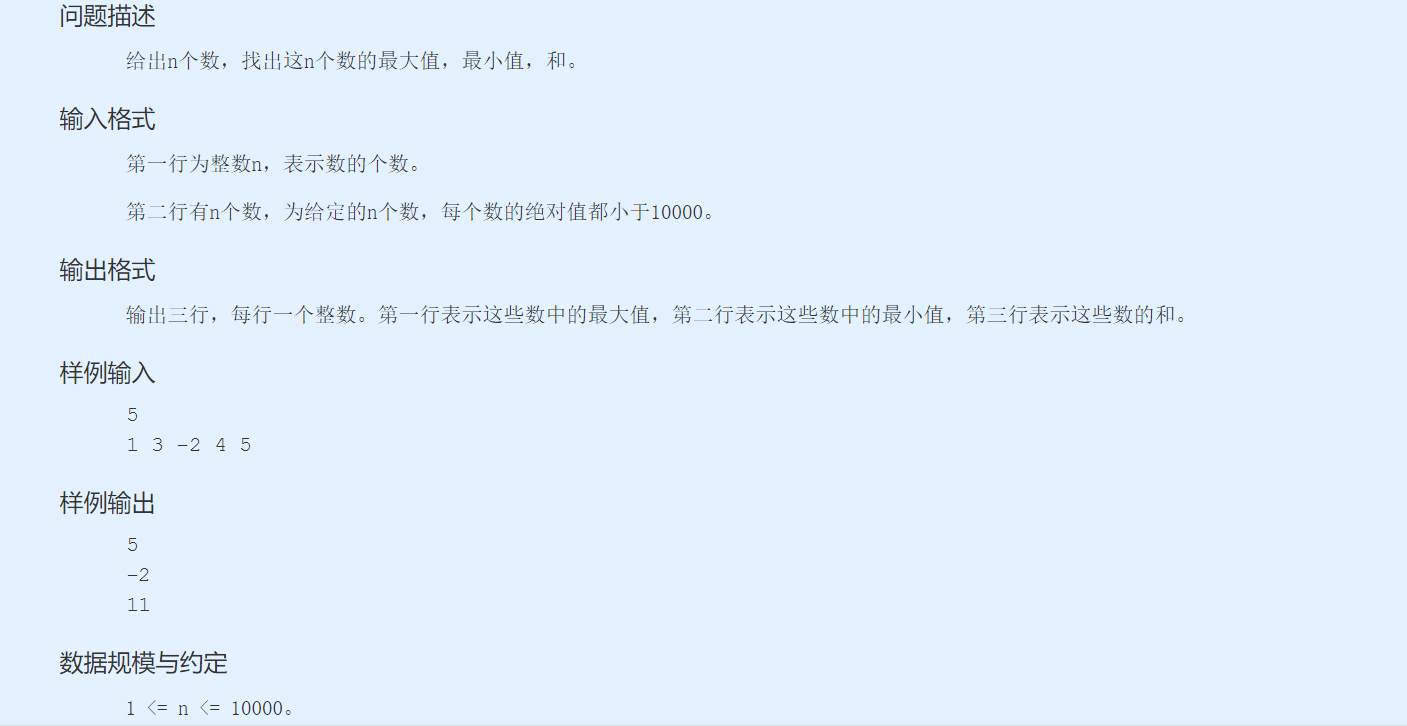 问题描述
给出n个数，找出这n个数的最大值，最小值，和。
输入格式
第一行为整数n，表示数的个数。
第二行有n个数，为给定的n个数，每个数的绝对值都小于10000。
输出格式
输出三行，每行一个整数。第一行表示这些数中的最大值，第二行表示这些数中的最小值，第三行表示这些数的和。
样例输入
5
1 3 -2 4 5
样例输出
5
-2
11
数据规模与约定
1 <= n <= 10000。